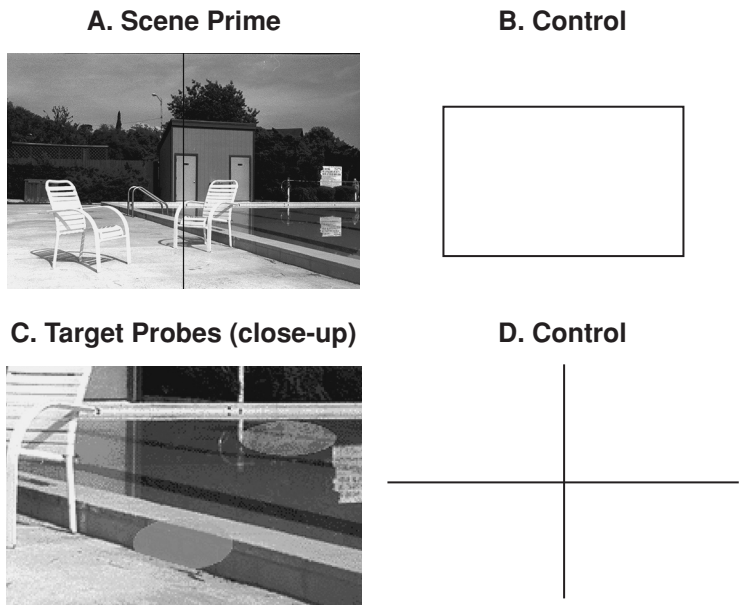 A. Scene Prime
B. Control
C. Target Probes (close-up)
D. Control